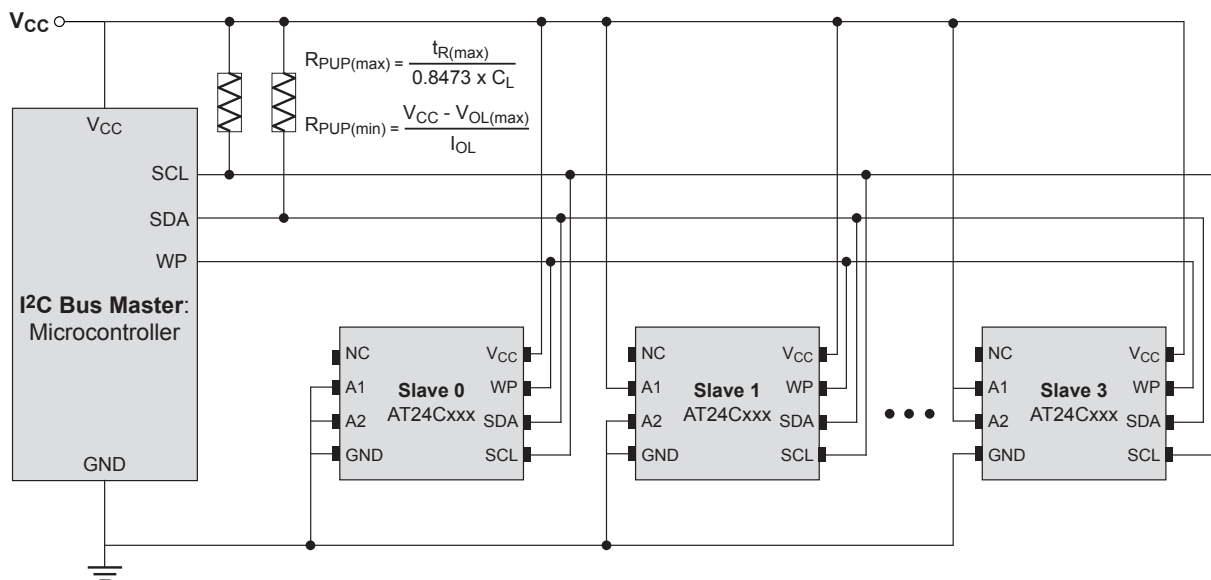 VCC
RPUP(max) = tR(max)
0.8473 x CL
RPUP(min) = VCC - VOL(max)
IOL
VCC
SCL
SDA
WP
I²C Bus Master:
Microcontroller
GND
NC
A1
A2
GND
Slave 0
AT24Cxxx
VCC
WP
SDA
SCL
NC
A1
A2
GND
Slave 1
AT24Cxxx
VCC
WP
SDA
SCL
NC
A1
A2
GND
Slave 3
AT24Cxxx
VCC
WP
SDA
SCL